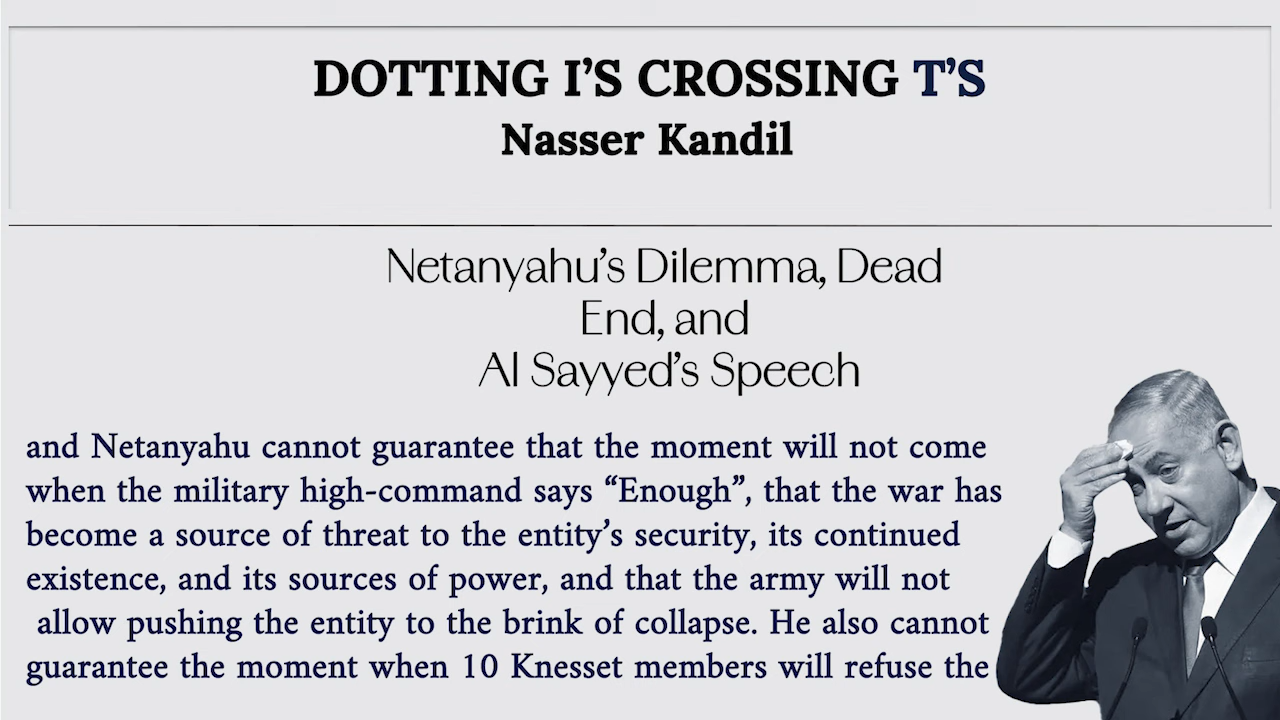 DOTTING I’S CROSSING T’S
Nasser Kandil
Netanyahu’s Dilemma, Dead
End, and
Al Sayyed’s Speech
and Netanyahu cannot guarantee that the moment will not come
when the military high-command says “Enough”, that the war has
become a source of threat to the entity’s security, its continued
existence, and its sources of power, and that the army will not
allow pushing the entity to the brink of collapse. He also cannot
guarantee the moment when 10 Knesset members will refuse the